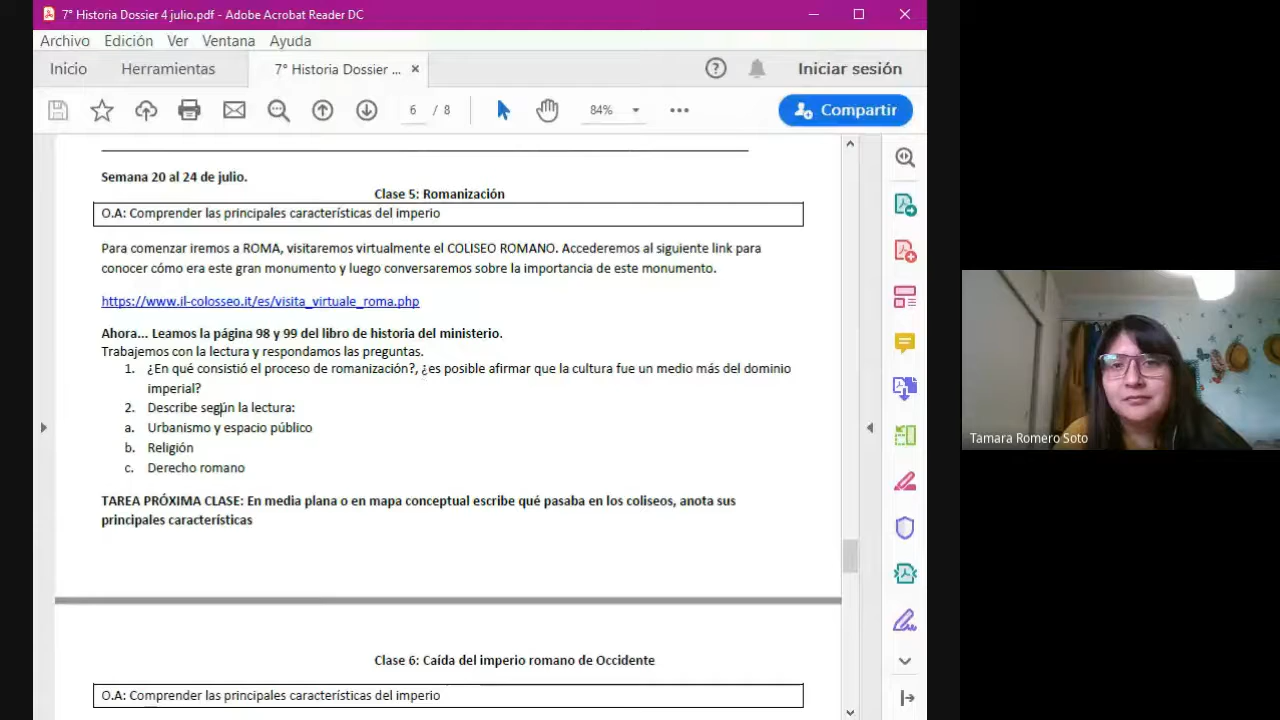 7° Historia Dossier 4 julio.pdf - Adobe Acrobat Reader DC
Archivo Edición Ver Ventana Ayuda
Inicio Herramientas 7° Historia Dossier ... × Iniciar sesión
6 / 8 84% Compartir
Semana 20 al 24 de julio.
Clase 5: Romanización
O.A: Comprender las principales características del imperio
Para comenzar iremos a ROMA, visitaremos virtualmente el COLISEO ROMANO. Accederemos al siguiente link para
conocer cómo era este gran monumento y luego conversaremos sobre la importancia de este monumento.
https://www.il-colosseo.it/es/visita_virtuale_roma.php
Ahora... Leamos la página 98 y 99 del libro de historia del ministerio.
Trabajemos con la lectura y respondamos las preguntas.
1. ¿En qué consistió el proceso de romanización?, ¿es posible afirmar que la cultura fue un medio más del dominio
imperial?
2. Describe según la lectura:
a. Urbanismo y espacio público
b. Religión
c. Derecho romano
TAREA PRÓXIMA CLASE: En media plana o en mapa conceptual escribe qué pasaba en los coliseos, anota sus
principales características
Clase 6: Caída del imperio romano de Occidente
O.A: Comprender las principales características del imperio
Tamara Romero Soto